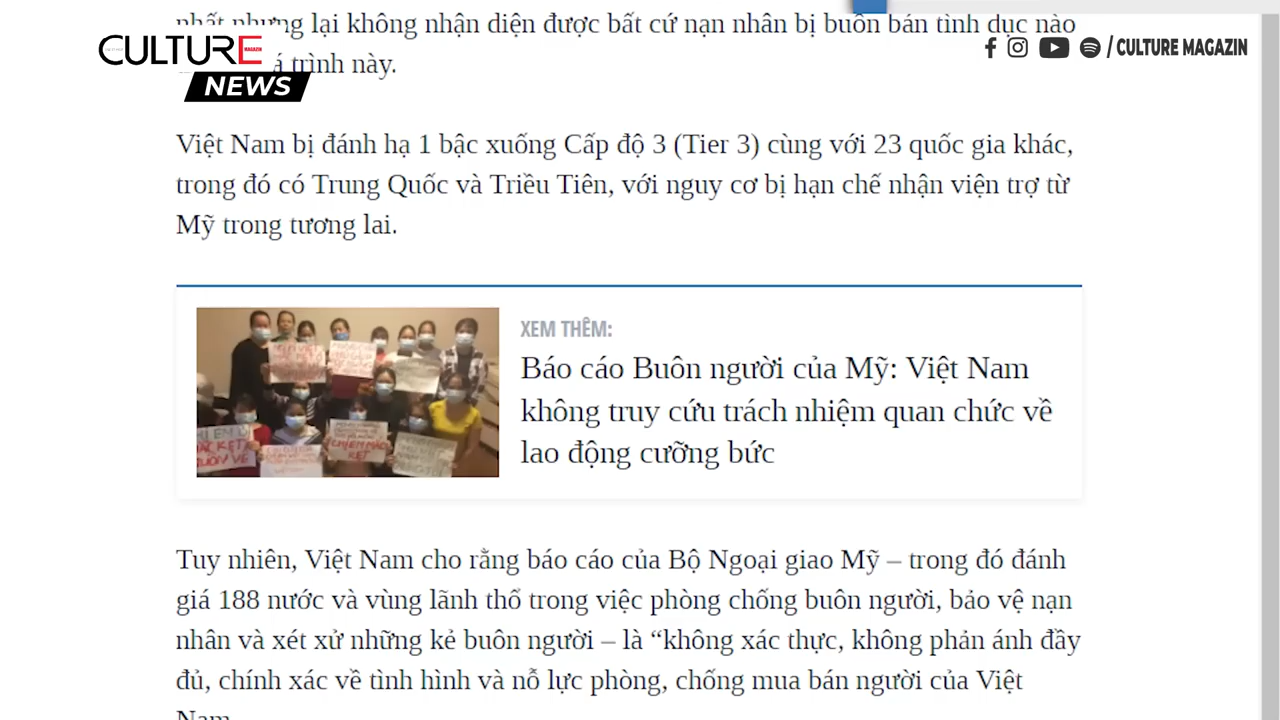 nhất nhưng lại không nhận diện được bất cứ nạn nhân bị buôn bán tình dục nào
trình này.
CULTURE
MAGAZIN
NEWS
/ CULTURE MAGAZIN
Việt Nam bị đánh hạ 1 bậc xuống Cấp độ 3 (Tier 3) cùng với 23 quốc gia khác,
trong đó có Trung Quốc và Triều Tiên, với nguy cơ bị hạn chế nhận viện trợ từ
Mỹ trong tương lai.
XEM THÊM:
Báo cáo Buôn người của Mỹ: Việt Nam
không truy cứu trách nhiệm quan chức về
lao động cưỡng bức
Tuy nhiên, Việt Nam cho rằng báo cáo của Bộ Ngoại giao Mỹ – trong đó đánh
giá 188 nước và vùng lãnh thổ trong việc phòng chống buôn người, bảo vệ nạn
nhân và xét xử những kẻ buôn người – là “không xác thực, không phản ánh đầy
đủ, chính xác về tình hình và nỗ lực phòng, chống mua bán người của Việt
Nam